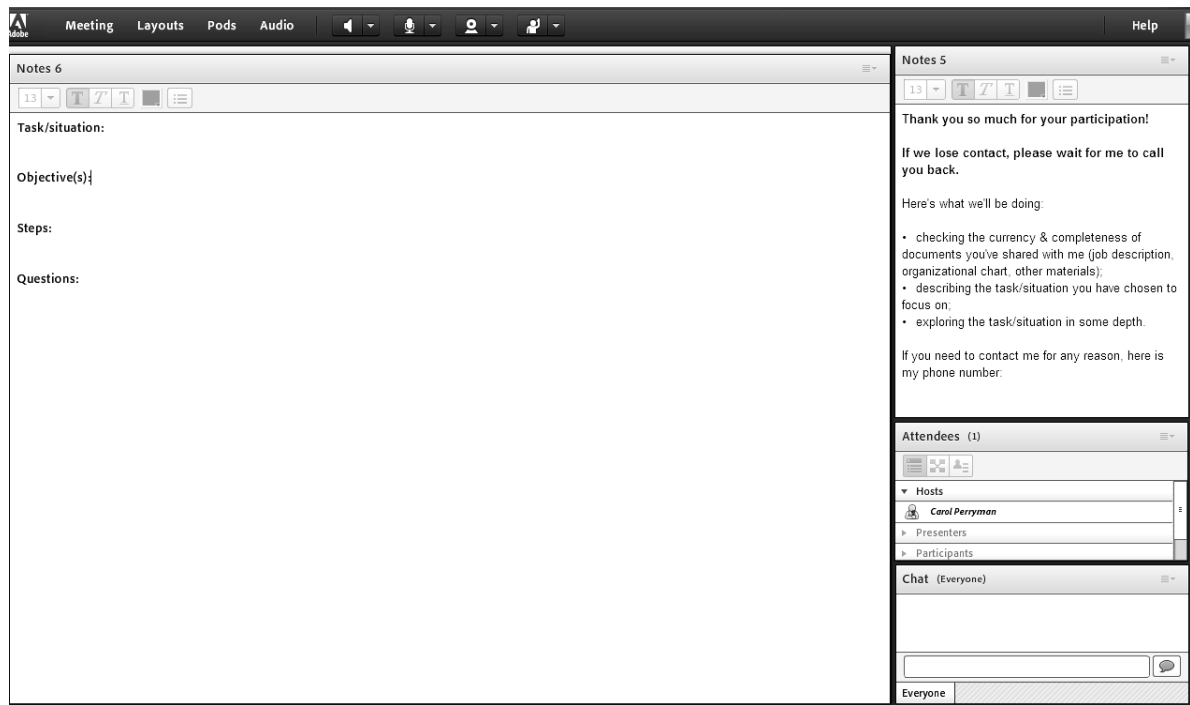 Adobe
Meeting Layouts Pods Audio Help
Notes 6
13 T T T
Task/situation:
Objective(s):
Steps:
Questions:
Notes 5
13 T T T
Thank you so much for your participation!
If we lose contact, please wait for me to call
you back.
Here's what we'll be doing:
• checking the currency & completeness of
documents you've shared with me (job description,
organizational chart, other materials);
• describing the task/situation you have chosen to
focus on;
• exploring the task/situation in some depth.
If you need to contact me for any reason, here is
my phone number:
Attendees (1)
Hosts
Carol Perryman
Presenters
Participants
Chat (Everyone)
Everyone